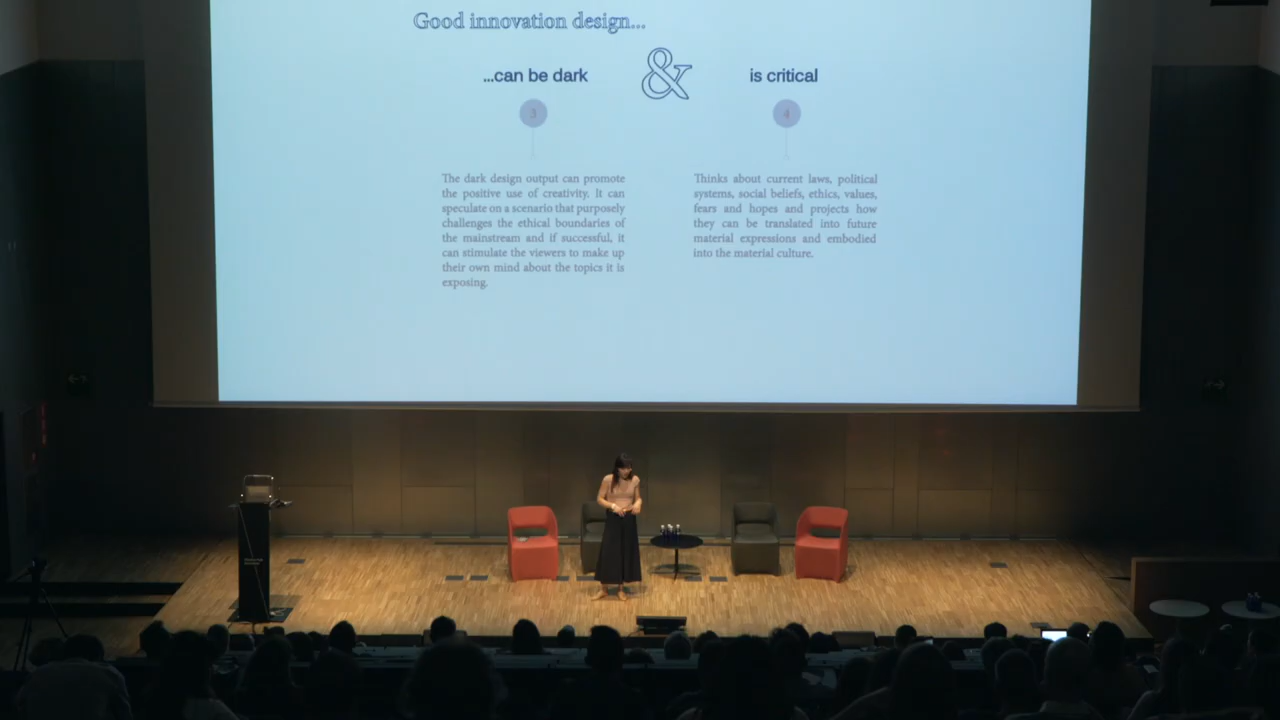 Good innovation design...
...can be dark
&
is critical
3
4
The dark design output can promote
the positive use of creativity. It can
speculate on a scenario that purposely
challenges the ethical boundaries of
the mainstream and if successful, it
can stimulate the viewers to make up
their own mind about the topics it is
exposing.
Thinks about current laws, political
systems, social beliefs, ethics, values,
fears and hopes and projects how
they can be translated into future
material expressions and embodied
into the material culture.